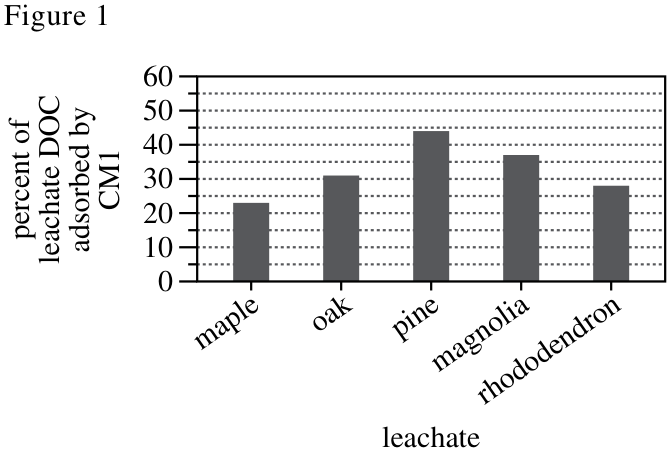 Figure 1
percent of
leachate DOC
adsorbed by
CM1
60
50
40
30
20
10
0
maple
oak
pine
magnolia
rhododendron
leachate